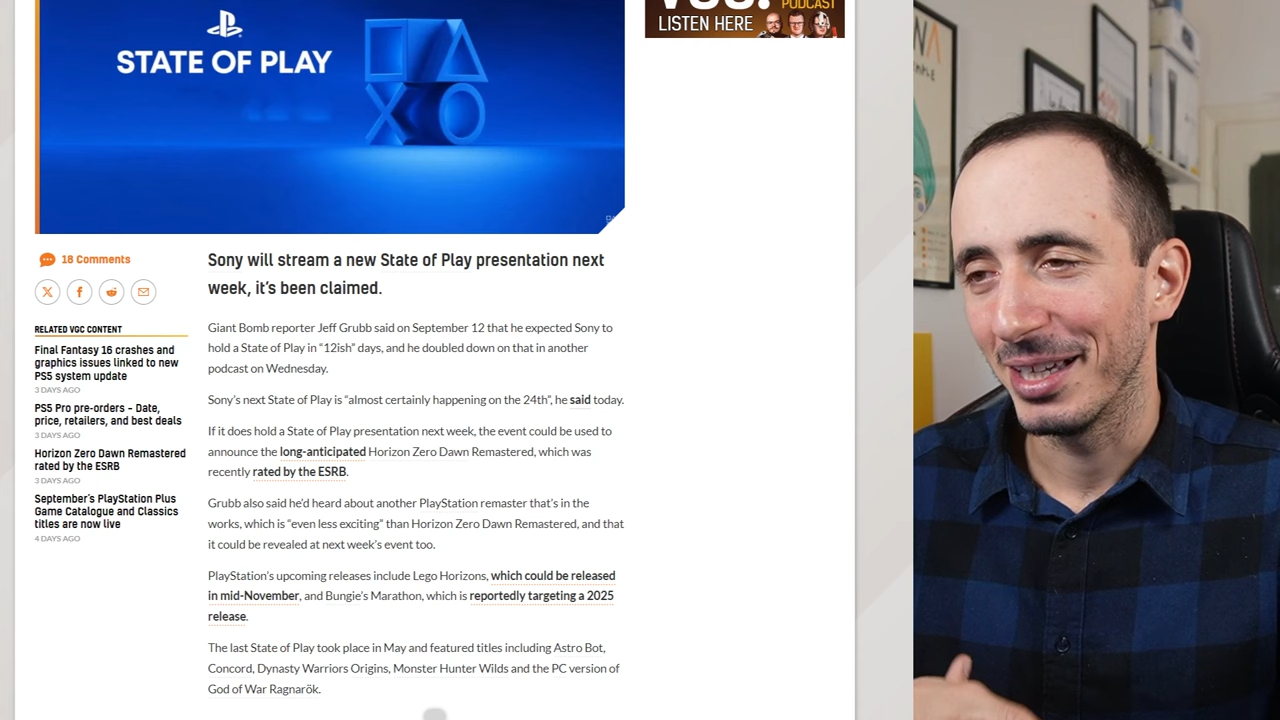 STATE OF PLAY
PODCAST
LISTEN HERE
18 Comments
RELATED VGC CONTENT
Final Fantasy 16 crashes and
graphics issues linked to new
PS5 system update
3 DAYS AGO
PS5 Pro pre-orders – Date,
price, retailers, and best deals
3 DAYS AGO
Horizon Zero Dawn Remastered
rated by the ESRB
3 DAYS AGO
September's PlayStation Plus
Game Catalogue and Classics
titles are now live
4 DAYS AGO
Sony will stream a new State of Play presentation next
week, it's been claimed.
Giant Bomb reporter Jeff Grubb said on September 12 that he expected Sony to
hold a State of Play in “12ish” days, and he doubled down on that in another
podcast on Wednesday.
Sony's next State of Play is “almost certainly happening on the 24th”, he said today.
If it does hold a State of Play presentation next week, the event could be used to
announce the long-anticipated Horizon Zero Dawn Remastered, which was
recently rated by the ESRB.
Grubb also said he'd heard about another PlayStation remaster that's in the
works, which is “even less exciting” than Horizon Zero Dawn Remastered, and that
it could be revealed at next week's event too.
PlayStation's upcoming releases include Lego Horizons, which could be released
in mid-November, and Bungie's Marathon, which is reportedly targeting a 2025
release.
The last State of Play took place in May and featured titles including Astro Bot,
Concord, Dynasty Warriors Origins, Monster Hunter Wilds and the PC version of
God of War Ragnarök.